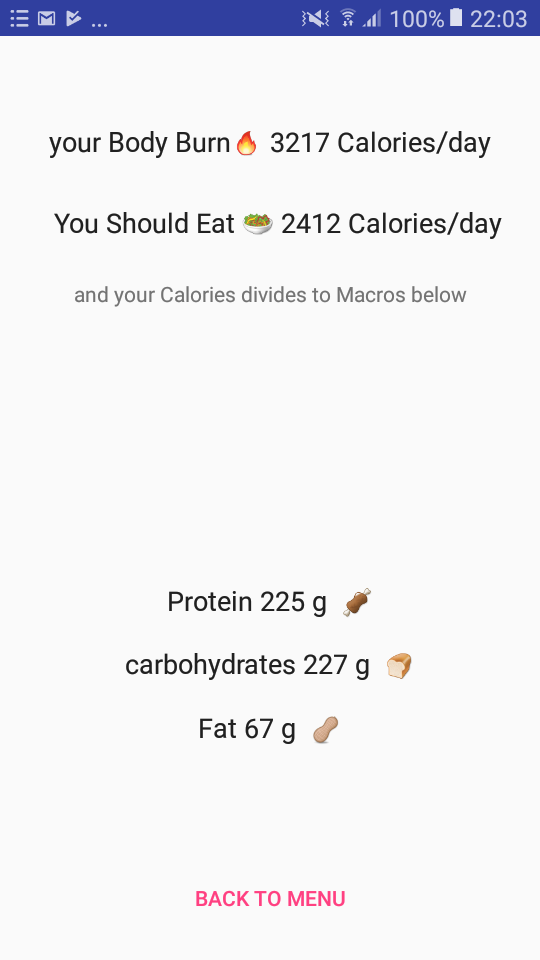 ... 100% 22:03
your Body Burn🔥 3217 Calories/day
You Should Eat 🥗 2412 Calories/day
and your Calories divides to Macros below
Protein 225 g 🍖
carbohydrates 227 g 🍞
Fat 67 g 🥜
BACK TO MENU